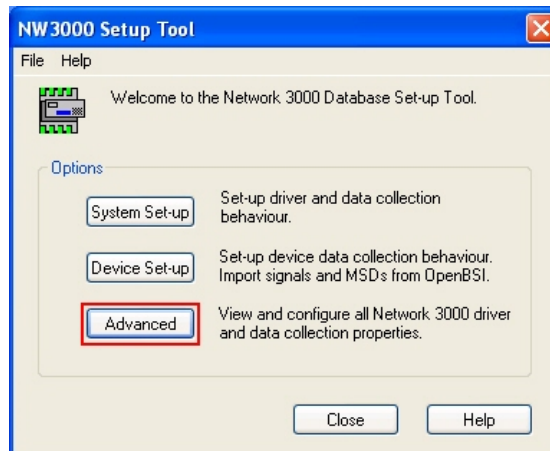 NW3000 Setup Tool
File Help
Welcome to the Network 3000 Database Set-up Tool.
Options
System Set-up
Set-up driver and data collection
behaviour.
Device Set-up
Set-up device data collection behaviour.
Import signals and MSDs from OpenBSI.
Advanced
View and configure all Network 3000 driver
and data collection properties.
Close Help